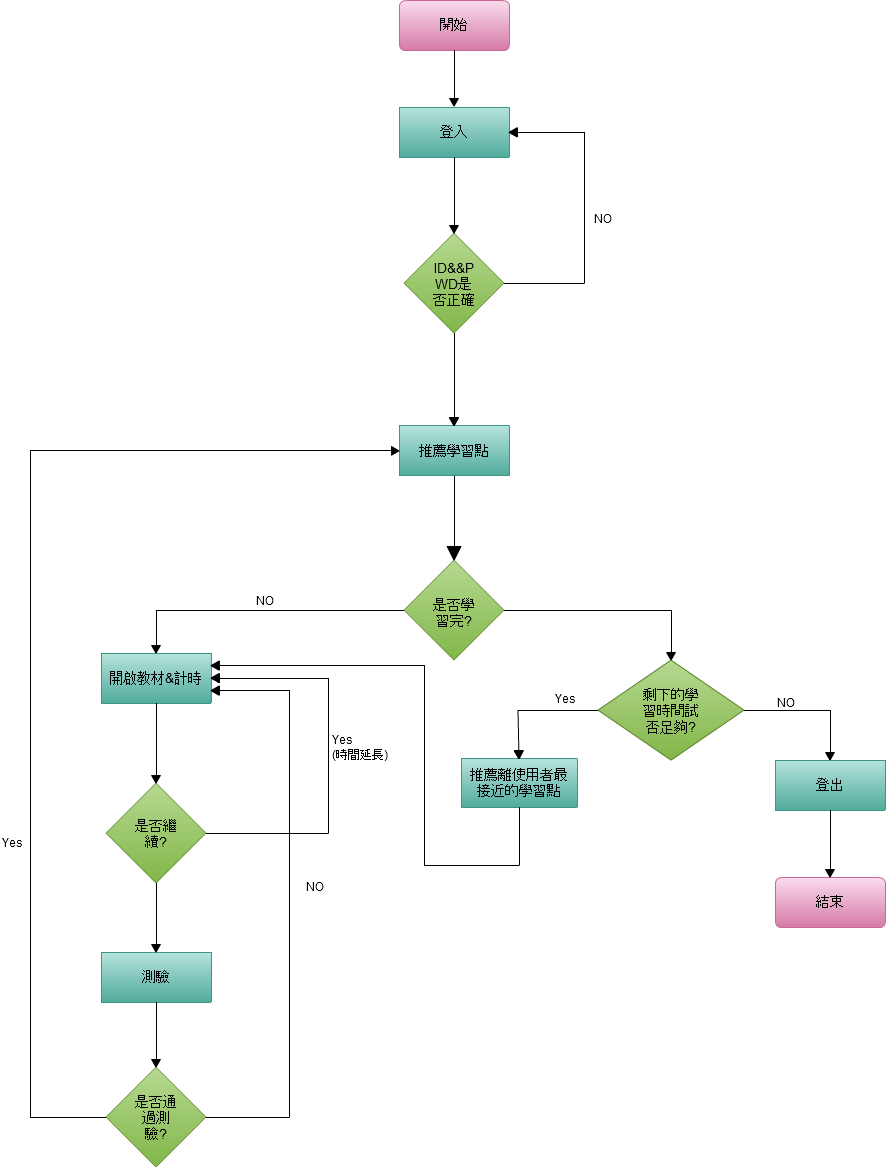 開始
登入
NO
ID&&P
WD是
否正確
推薦學習點
NO
是否學
習完?
開啟教材&計時
剩下的學
習時間試
否足夠?
Yes
NO
Yes
(時間延長)
推薦離使用者最
接近的學習點
登出
是否繼
續?
Yes
NO
結束
測驗
是否通
過測
驗?